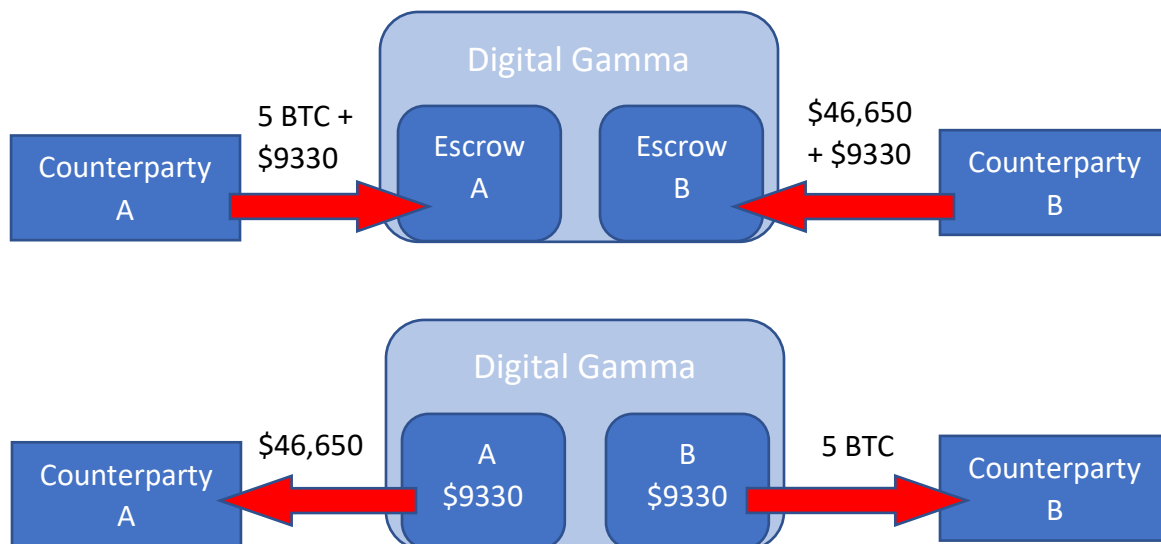 Digital Gamma
5 BTC +
$9330
Counterparty
A
Escrow
A
Escrow
B
$46,650
+ $9330
Counterparty
B
Digital Gamma
Counterparty
A
$46,650
A
$9330
B
$9330
5 BTC
Counterparty
B